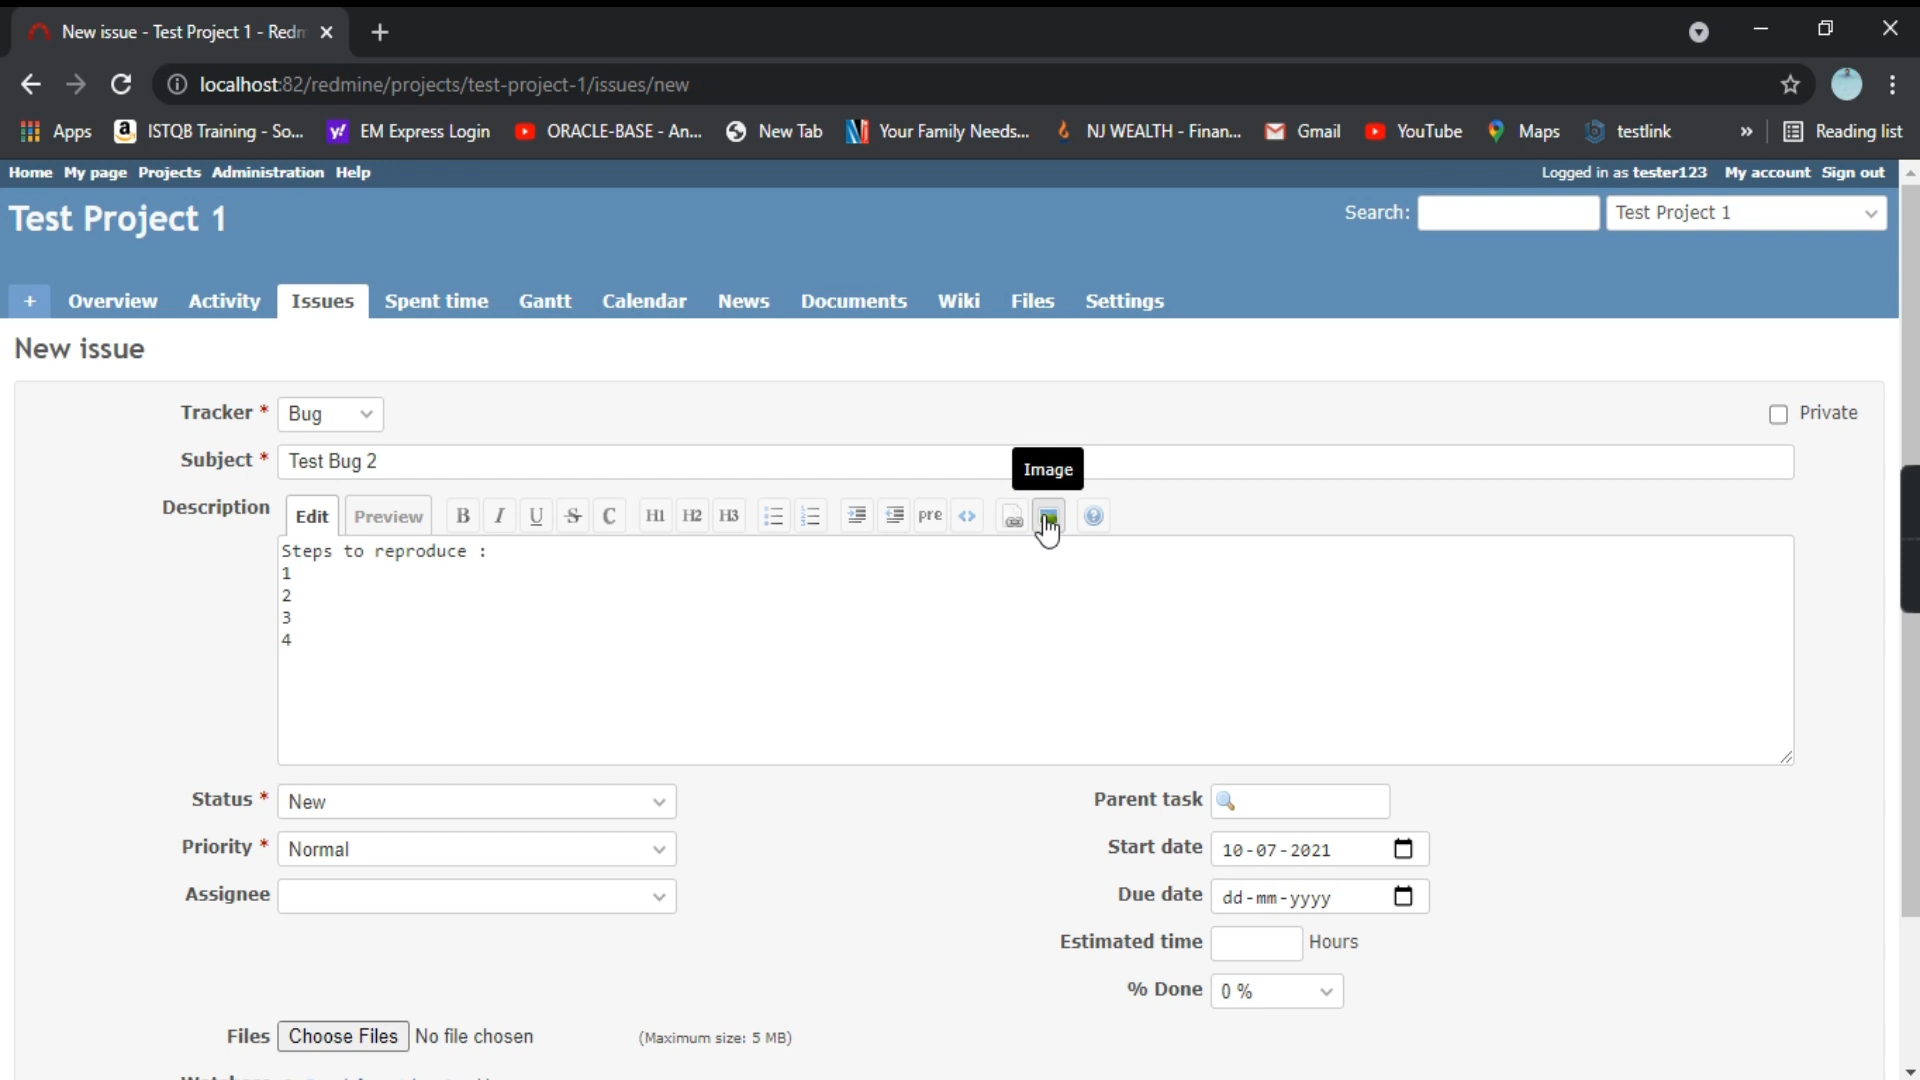 New issue - Test Project 1 - Redm
localhost:82/redmine/projects/test-project-1/issues/new
Apps ISTQB Training - So... EM Express Login ORACLE-BASE - An... New Tab Your Family Needs... NJ WEALTH - Finan... Gmail YouTube Maps testlink » Reading list
Home My page Projects Administration Help Logged in as tester123 My account Sign out
Test Project 1 Search: Test Project 1
+ Overview Activity Issues Spent time Gantt Calendar News Documents Wiki Files Settings
New issue
Tracker * Bug Private
Subject * Test Bug 2
Image
Description Edit Preview B I U S C H1 H2 H3 pre <> ?
Steps to reproduce :
1
2
3
4
Status * New Parent task
Priority * Normal Start date 10-07-2021
Assignee Due date dd-mm-yyyy
Estimated time Hours
% Done 0 %
Files Choose Files No file chosen (Maximum size: 5 MB)